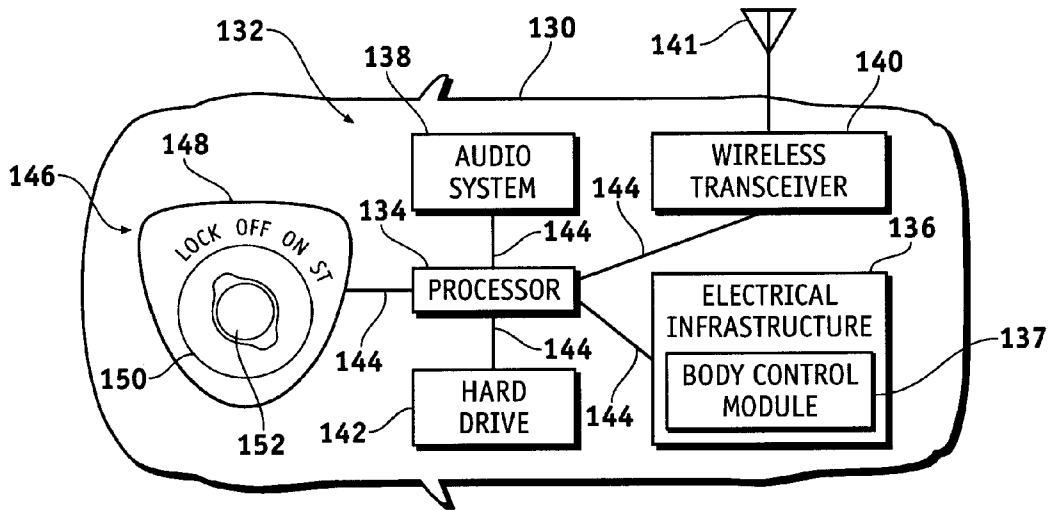 132
138
130
141
140
AUDIO
SYSTEM
WIRELESS
TRANSCEIVER
148
146
134
144
144
136
LOCK OFF ON ST
PROCESSOR
ELECTRICAL
INFRASTRUCTURE
137
144
144
150
HARD
DRIVE
BODY CONTROL
MODULE
152
142
144